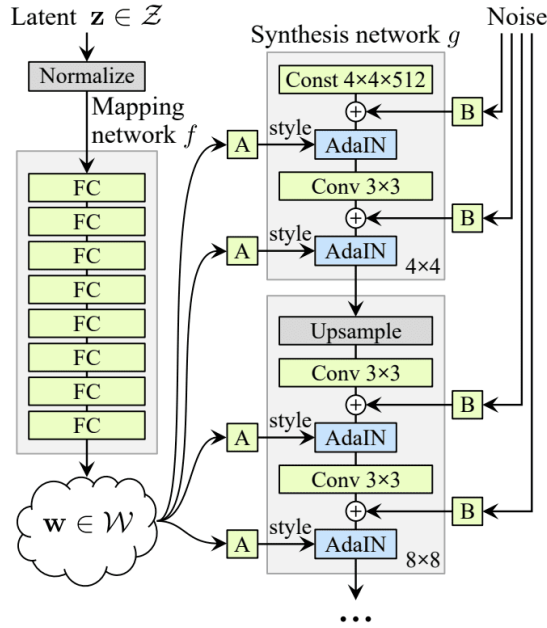 Latent z ∈ Z
Normalize
Mapping
network f
FC
FC
FC
FC
FC
FC
FC
FC
w ∈ W
Synthesis network g
Noise
Const 4×4×512
+
B
A
style
AdaIN
Conv 3×3
+
B
A
style
AdaIN
4×4
Upsample
Conv 3×3
+
B
A
style
AdaIN
Conv 3×3
+
B
A
style
AdaIN
8×8
...